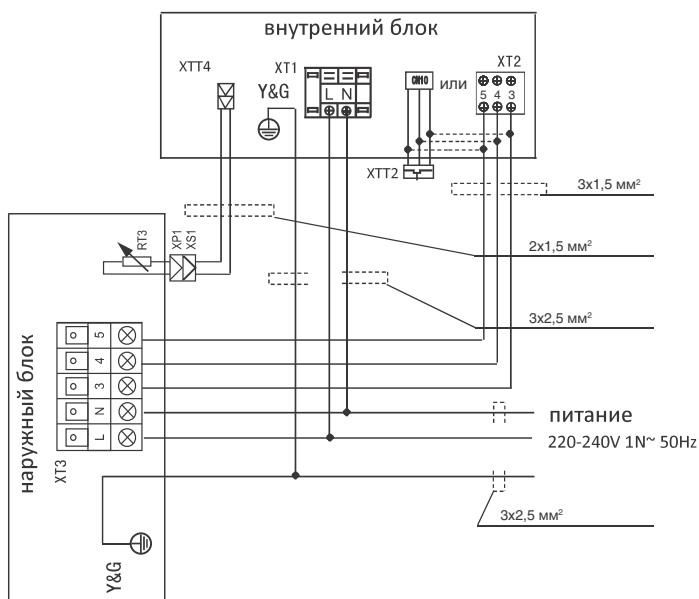 внутренний блок
XTT4
XT1
Y&G
L N
CN10
или
XT2
5 4 3
XTT2
3x1,5 мм²
2x1,5 мм²
3x2,5 мм²
наружный блок
RT3
XP1
XS1
5
4
3
N
L
XT3
питание
220-240V 1N~ 50Hz
3x2,5 мм²
Y&G